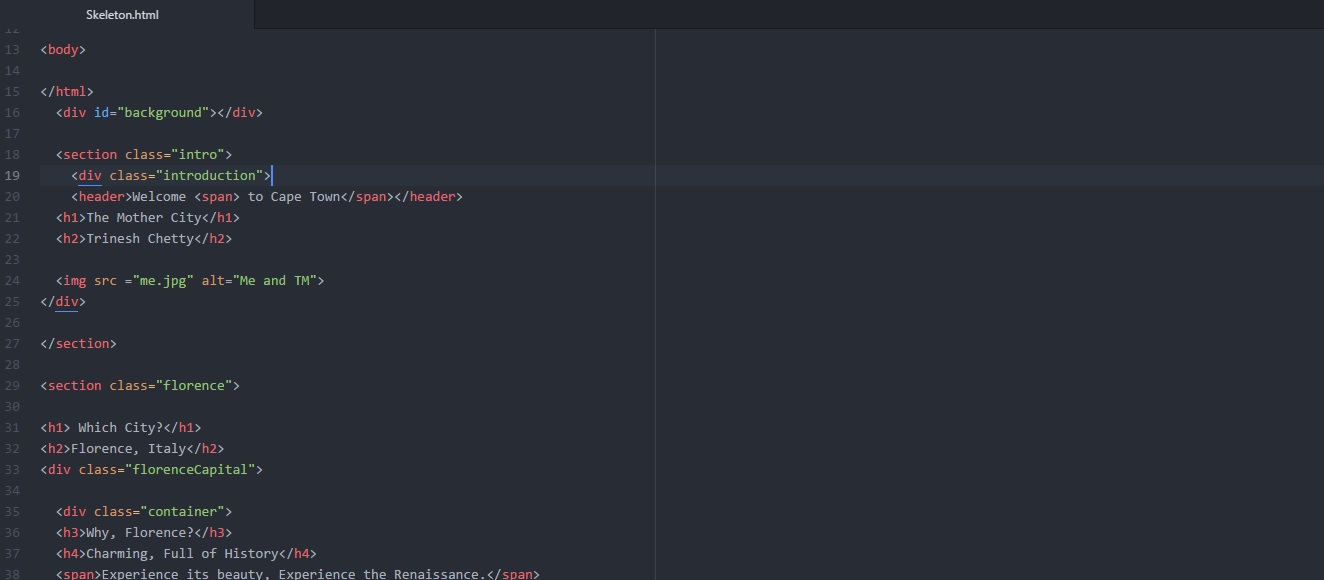 Skeleton.html
12
13 <body>
14
15 </html>
16   <div id="background"></div>
17
18   <section class="intro">
19     <div class="introduction">
20     <header>Welcome <span> to Cape Town</span></header>
21   <h1>The Mother City</h1>
22   <h2>Trinesh Chetty</h2>
23
24   <img src ="me.jpg" alt="Me and TM">
25 </div>
26
27 </section>
28
29 <section class="florence">
30
31 <h1> Which City?</h1>
32 <h2>Florence, Italy</h2>
33 <div class="florenceCapital">
34
35   <div class="container">
36   <h3>Why, Florence?</h3>
37   <h4>Charming, Full of History</h4>
38   <span>Experience its beauty, Experience the Renaissance.</span>